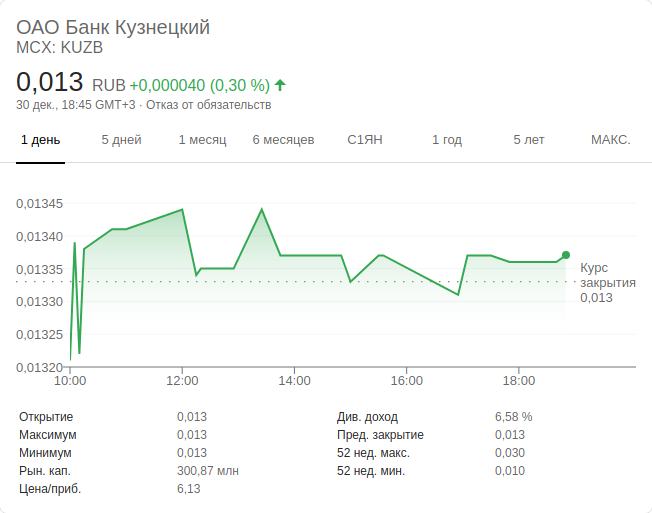 ОАО Банк Кузнецкий
MCX: KUZB
0,013 RUB +0,000040 (0,30 %)
30 дек., 18:45 GMT+3 · Отказ от обязательств
1 день 5 дней 1 месяц 6 месяцев С1ЯН 1 год 5 лет МАКС.
0,01345
0,01340
0,01335
0,01330
0,01325
0,01320
Курс
закрытия
0,013
10:00 12:00 14:00 16:00 18:00
Открытие 0,013 Див. доход 6,58 %
Максимум 0,013 Пред. закрытие 0,013
Минимум 0,013 52 нед. макс. 0,030
Рын. кап. 300,87 млн 52 нед. мин. 0,010
Цена/приб. 6,13